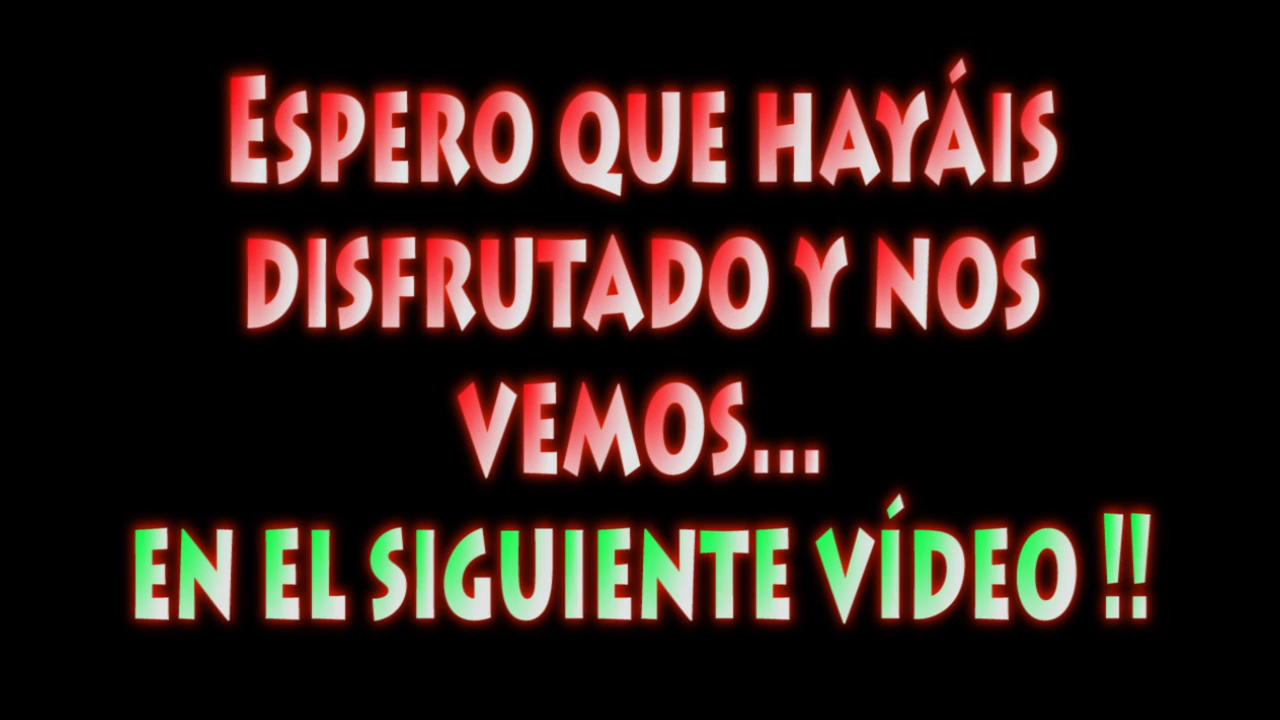 Espero que hayáis
disfrutado y nos
vemos...
en el siguiente vídeo !!